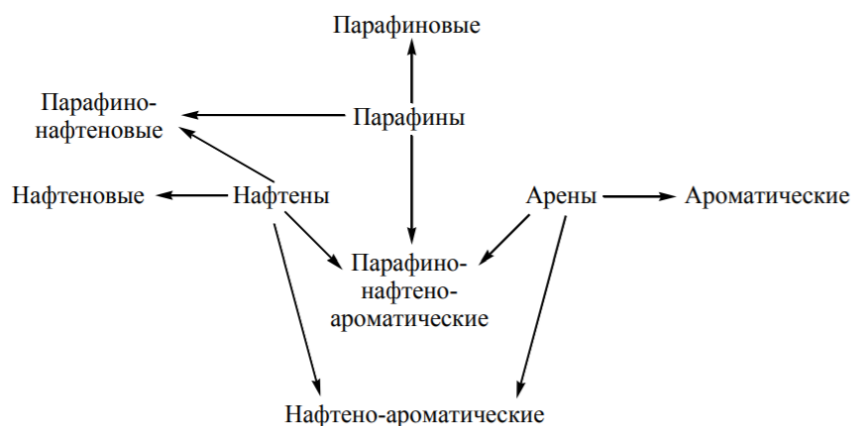 Парафиновые
Парафино-
нафтеновые
Парафины
Нафтеновые
Нафтены
Арены
Ароматические
Парафино-
нафтено-
ароматические
Нафтено-ароматические